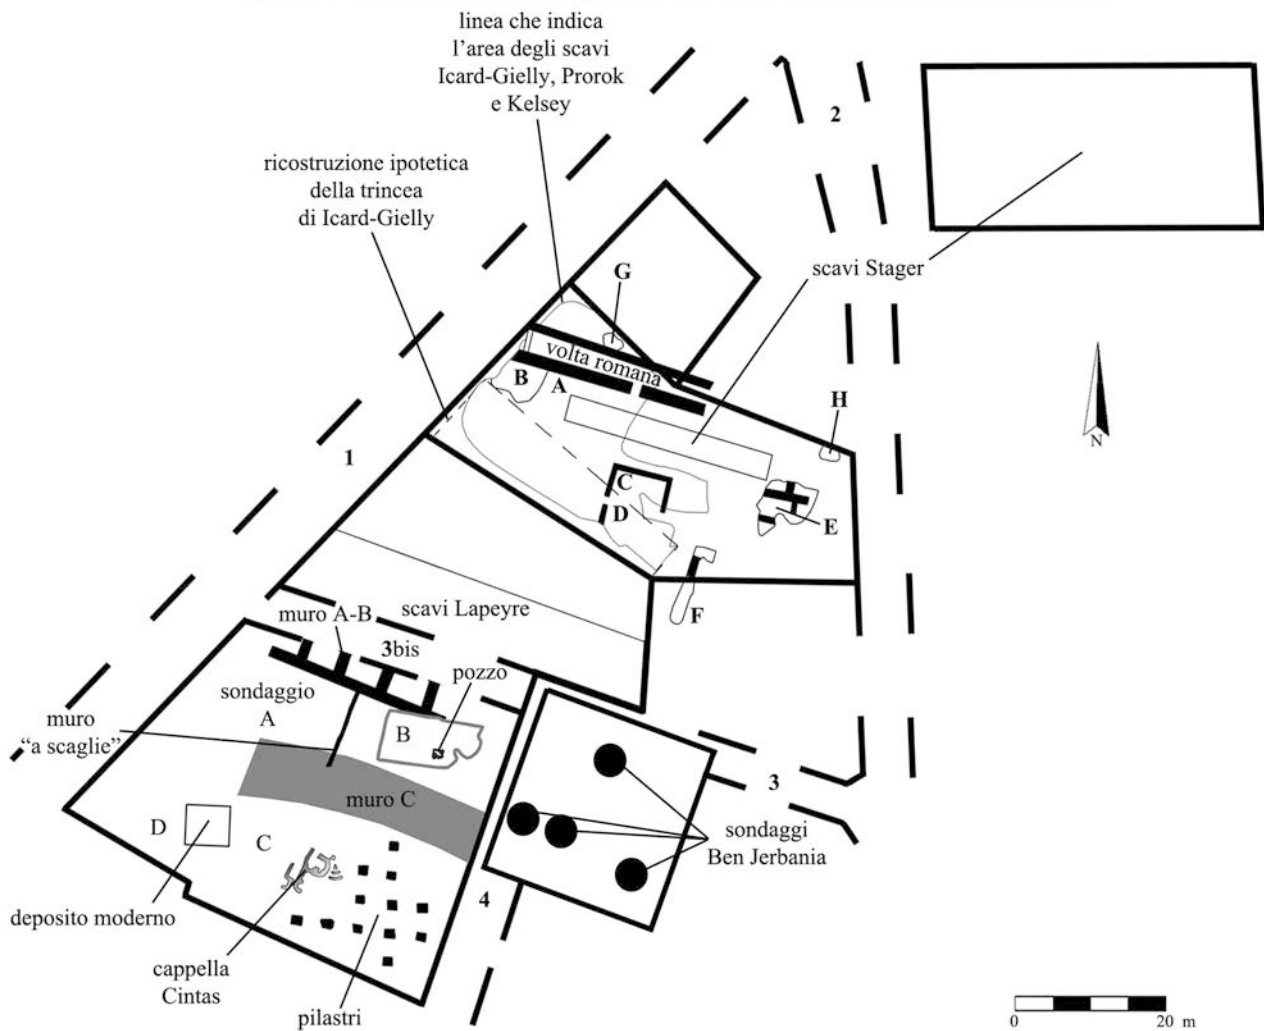 linea che indica
l’area degli scavi
Icard-Gielly, Prorok
e Kelsey
2
ricostruzione ipotetica
della trincea
di Icard-Gielly
scavi Stager
G
volta romana
B
A
H
N
1
C
D
E
F
scavi Lapeyre
muro A-B
3bis
pozzo
sondaggio
A
muro
“a scaglie”
B
muro C
3
sondaggi
Ben Jerbania
D
C
4
deposito moderno
cappella
Cintas
pilastri
0
20 m